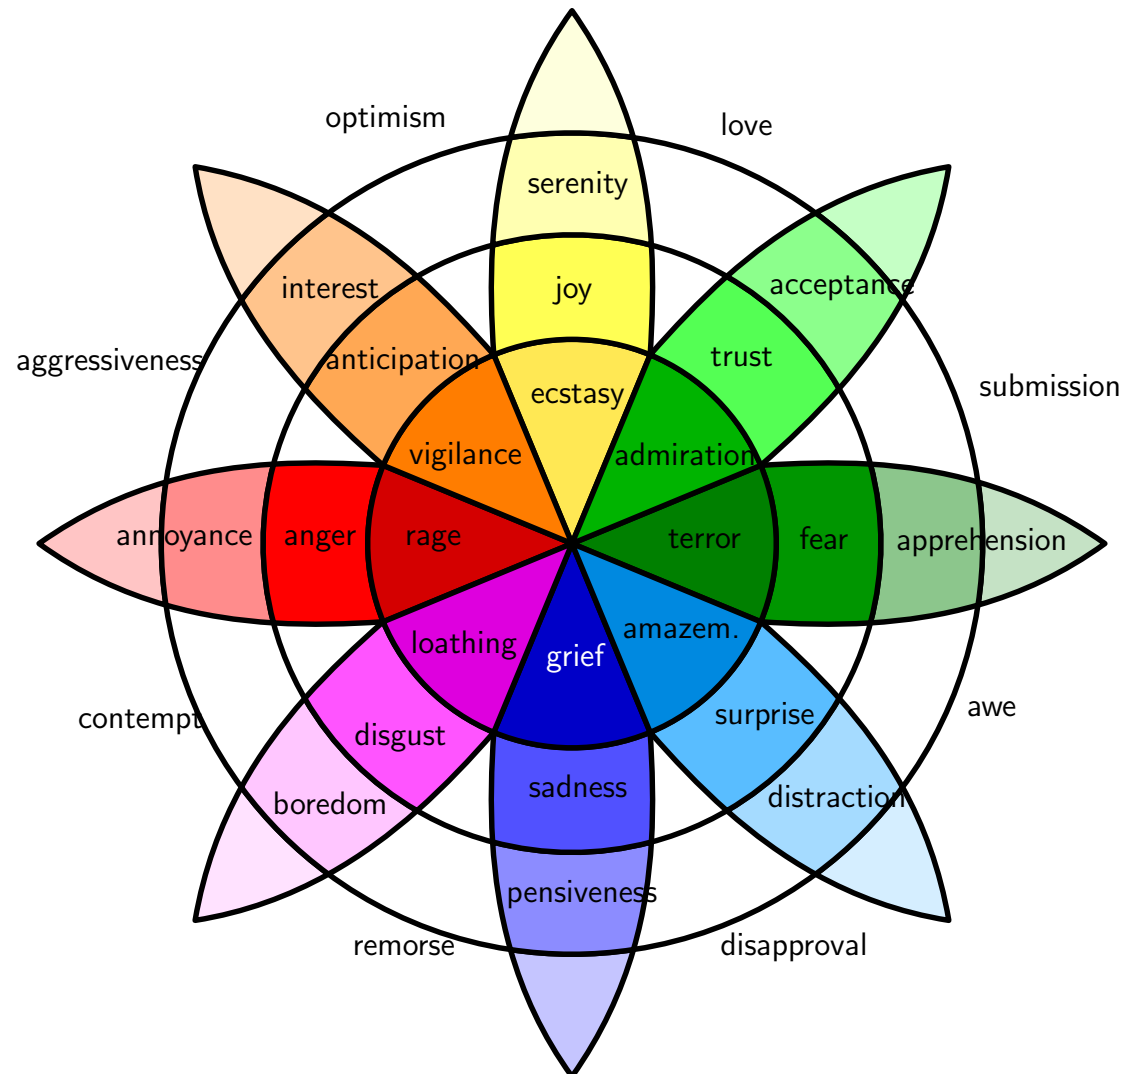 optimism
love
serenity
interest
joy
acceptance
anticipation
trust
aggressiveness
submission
ecstasy
vigilance
admiration
annoyance
anger
rage
terror
fear
apprehension
loathing
grief
amazem.
contempt
disgust
surprise
awe
boredom
sadness
distraction
pensiveness
remorse
disapproval